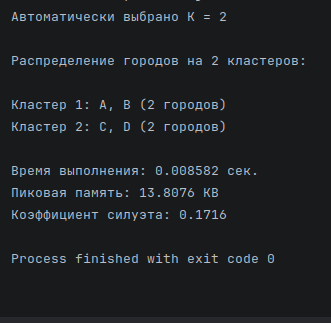 Автоматически выбрано K = 2
Распределение городов на 2 кластеров:
Кластер 1: A, B (2 городов)
Кластер 2: C, D (2 городов)
Время выполнения: 0.008582 сек.
Пиковая память: 13.8076 KB
Коэффициент силуэта: 0.1716
Process finished with exit code 0